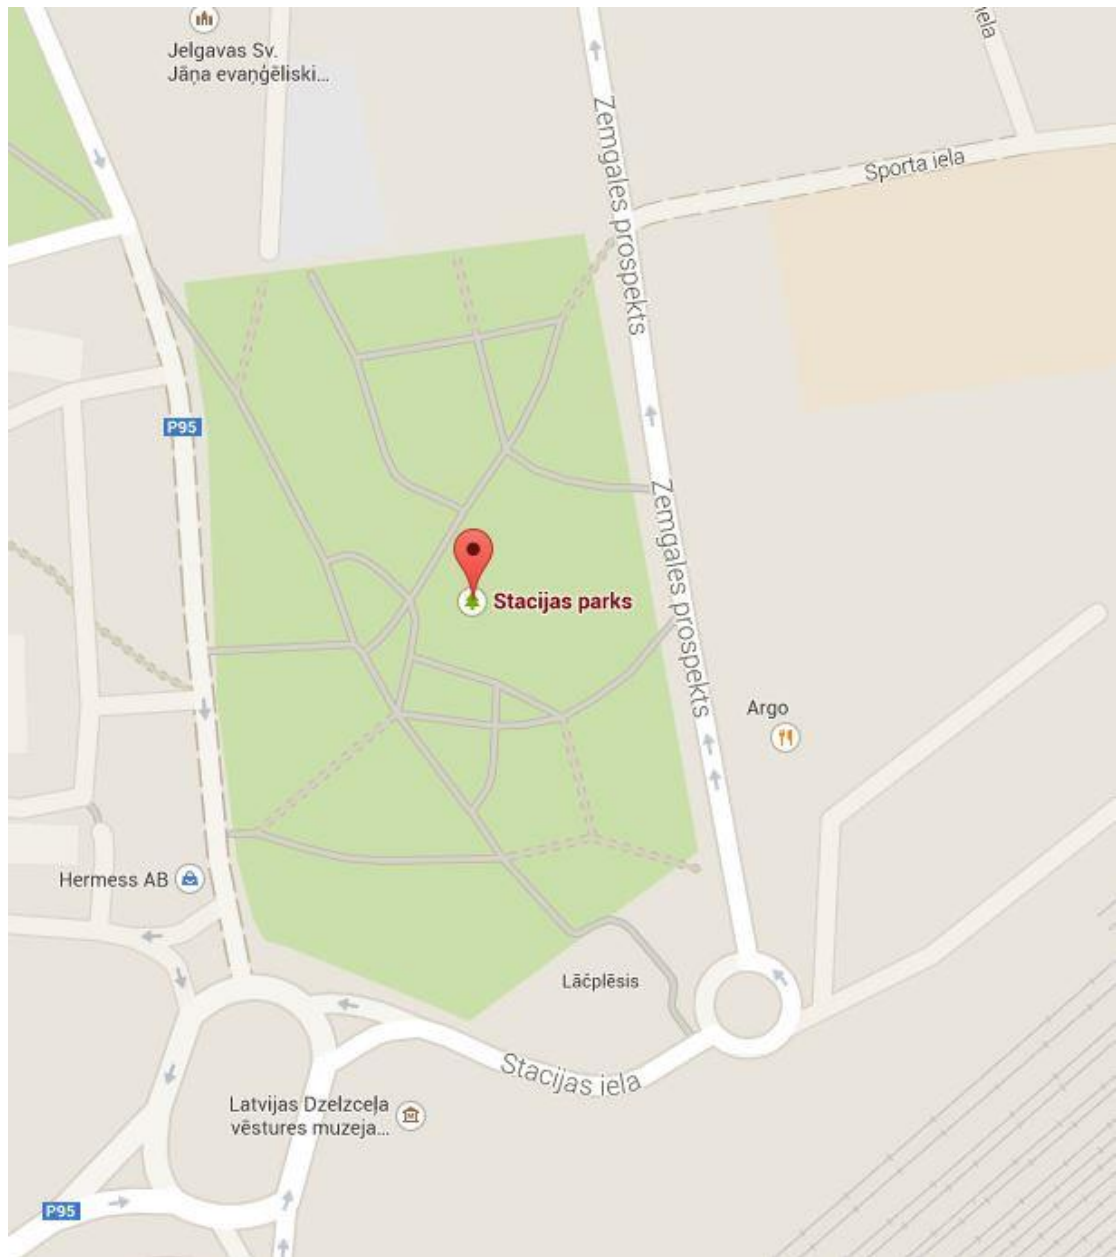 iela
Jelgavas Sv.
Jāņa evaņģēliski...
Zemgales prospekts
Sporta iela
P95
Zemgales prospekts
Stacijas parks
Argo
Hermess AB
Lāčplēsis
Stacijas iela
Latvijas Dzelzceļa
vēstures muzeja...
P95